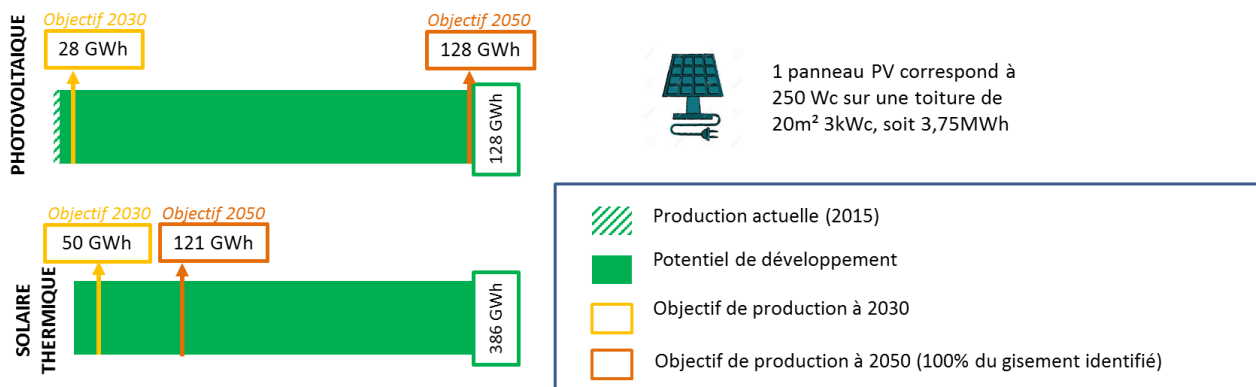 PHOTOVOLTAIQUE
Objectif 2030
28 GWh
Objectif 2050
128 GWh
128 GWh
1 panneau PV correspond à
250 Wc sur une toiture de
20m² 3kWc, soit 3,75MWh
SOLAIRE
THERMIQUE
Objectif 2030
50 GWh
Objectif 2050
121 GWh
386 GWh
Production actuelle (2015)
Potentiel de développement
Objectif de production à 2030
Objectif de production à 2050 (100% du gisement identifié)